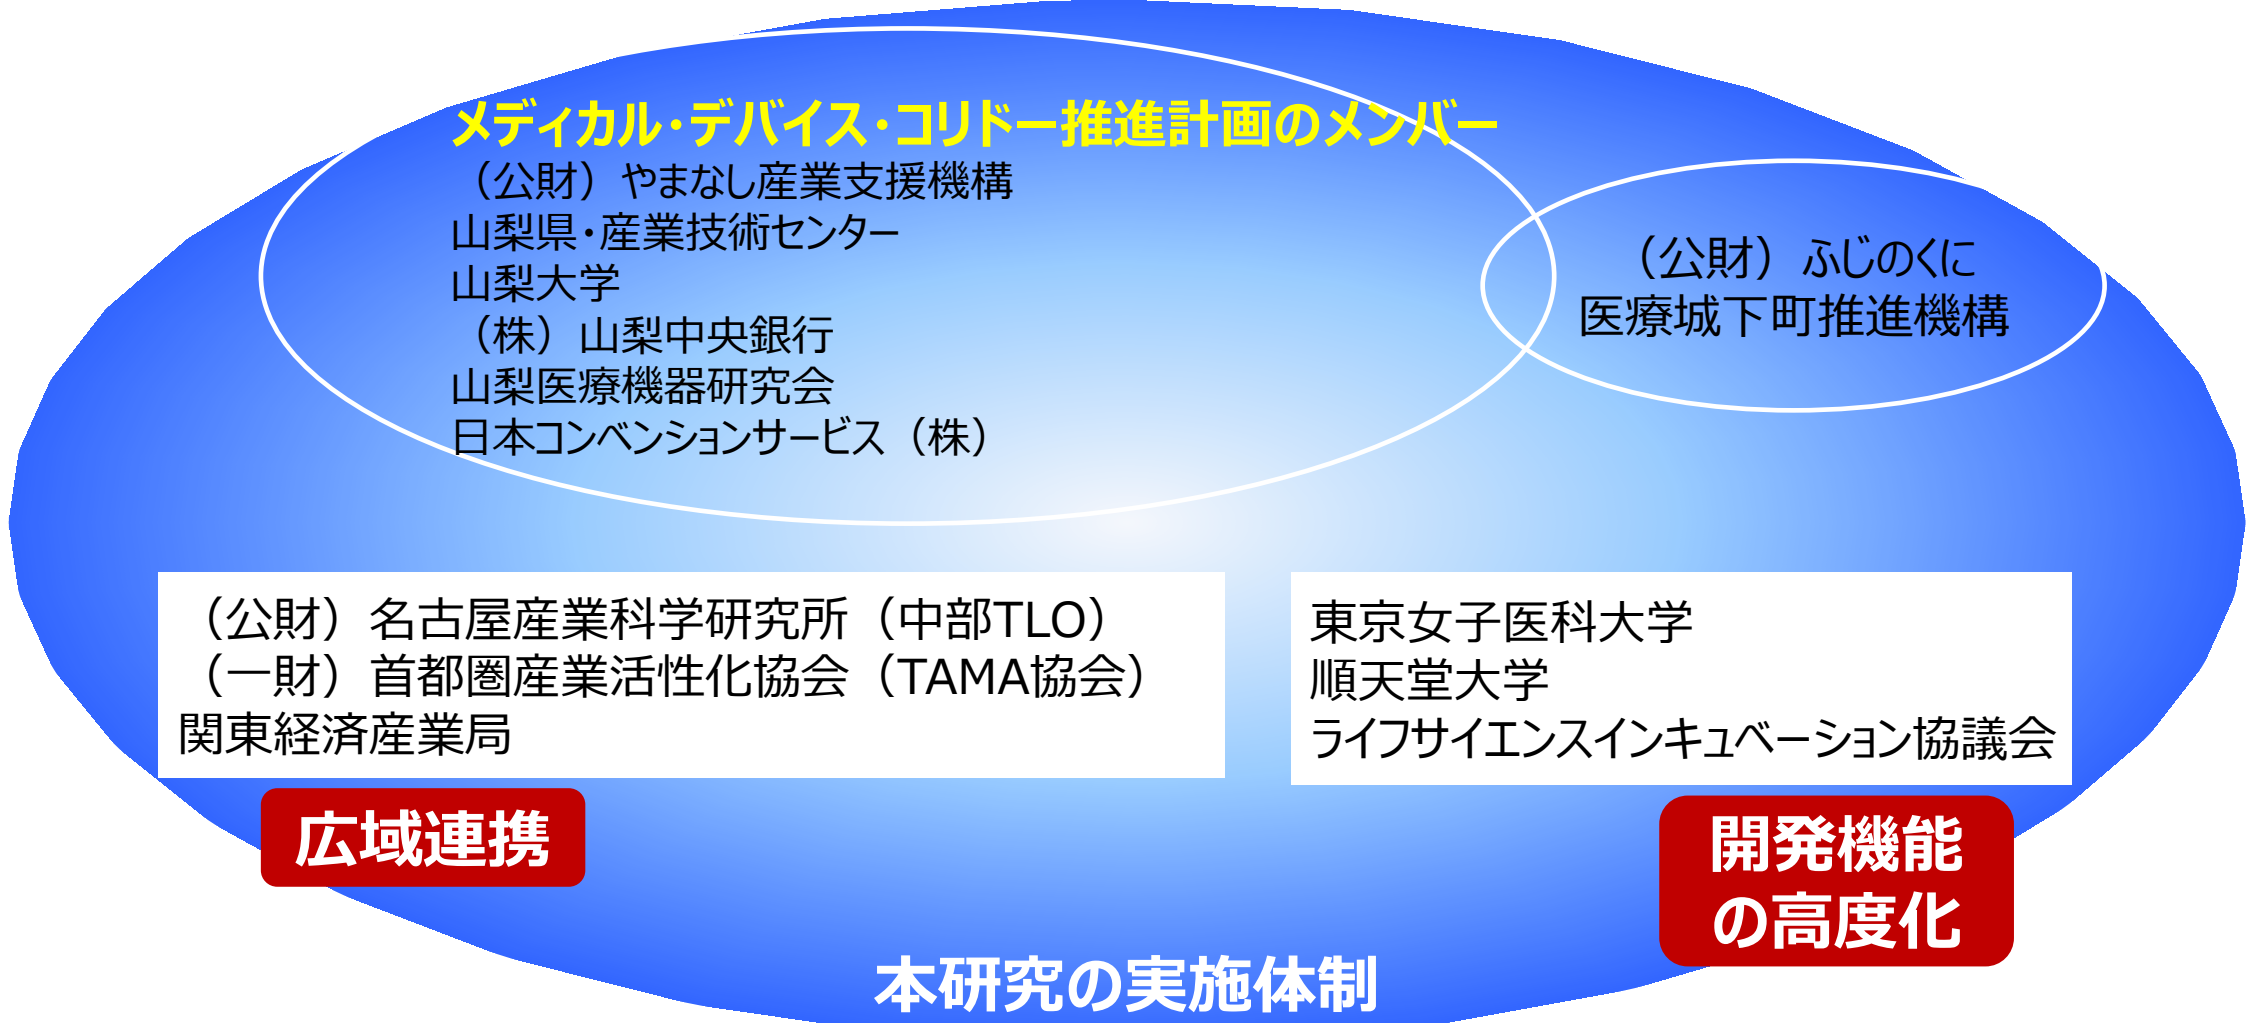 メディカル・デバイス・コリドー推進計画のメンバー
（公財）やまなし産業支援機構
山梨県・産業技術センター
山梨大学
（株）山梨中央銀行
山梨医療機器研究会
日本コンベンションサービス（株）
（公財）ふじのくに
医療城下町推進機構
（公財）名古屋産業科学研究所（中部TLO）
（一財）首都圏産業活性化協会（TAMA協会）
関東経済産業局
広域連携
東京女子医科大学
順天堂大学
ライフサイエンスインキュベーション協議会
開発機能
の高度化
本研究の実施体制